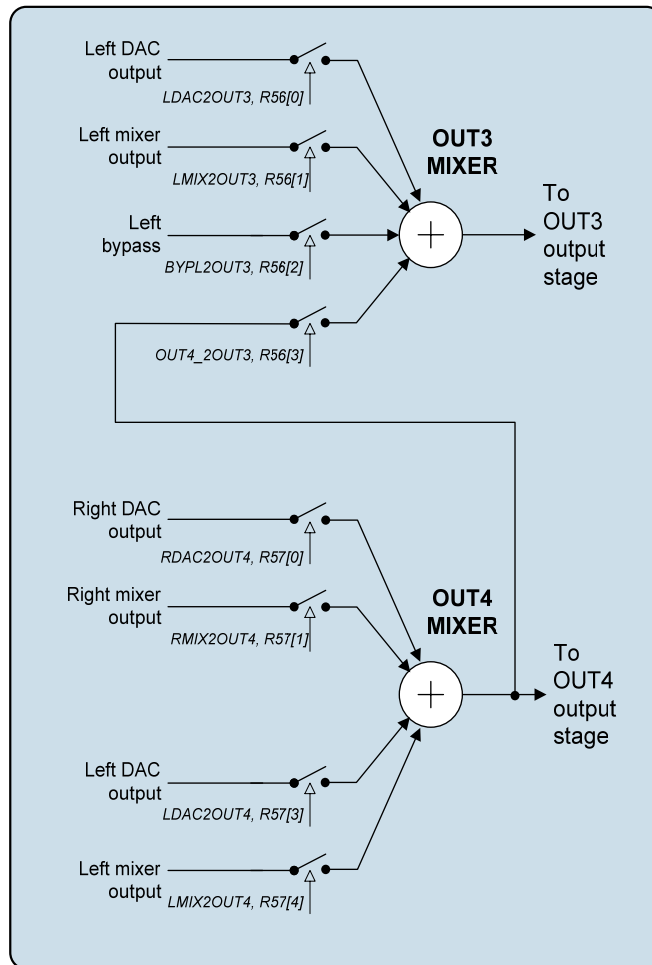 Left DAC
output
LDAC2OUT3, R56[0]
Left mixer
output
LMIX2OUT3, R56[1]
OUT3
MIXER
Left
bypass
BYPL2OUT3, R56[2]
To
OUT3
output
stage
OUT4_2OUT3, R56[3]
Right DAC
output
RDAC2OUT4, R57[0]
Right mixer
output
RMIX2OUT4, R57[1]
OUT4
MIXER
To
OUT4
output
stage
Left DAC
output
LDAC2OUT4, R57[3]
Left mixer
output
LMIX2OUT4, R57[4]